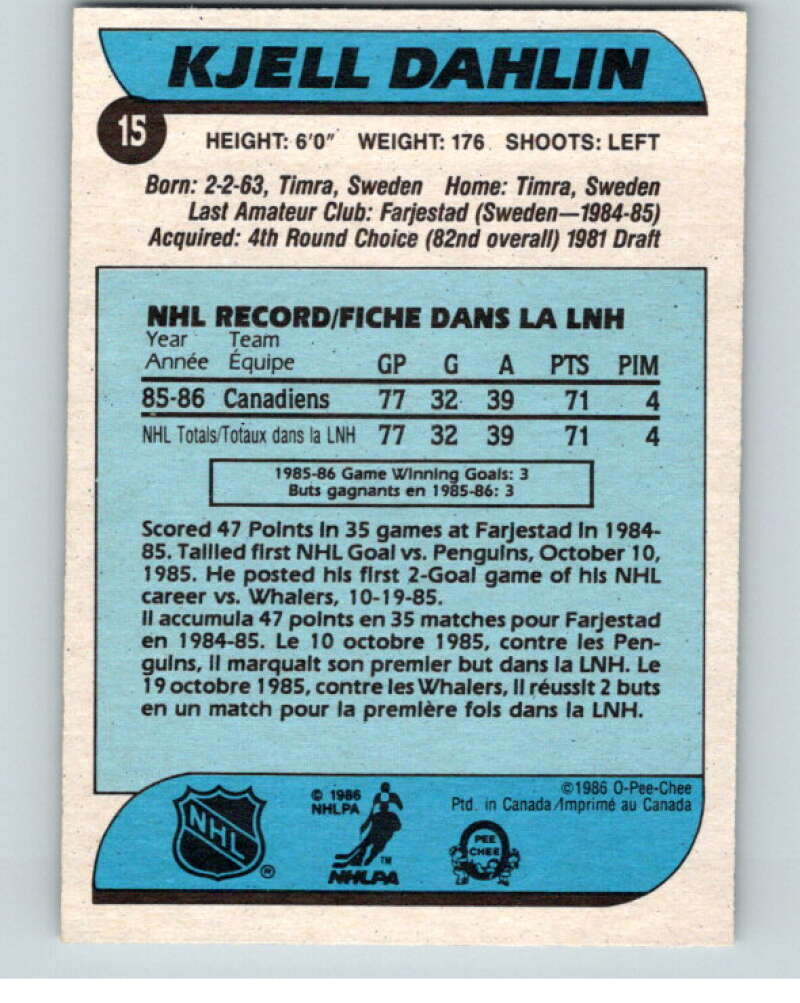 KJELL DAHLIN
15
HEIGHT: 6'0" WEIGHT: 176 SHOOTS: LEFT
Born: 2-2-63, Timra, Sweden Home: Timra, Sweden
Last Amateur Club: Farjestad (Sweden—1984-85)
Acquired: 4th Round Choice (82nd overall) 1981 Draft
NHL RECORD/FICHE DANS LA LNH
Year Team
Année Équipe GP G A PTS PIM
85-86 Canadiens 77 32 39 71 4
NHL Totals/Totaux dans la LNH 77 32 39 71 4
1985-86 Game Winning Goals: 3
Buts gagnants en 1985-86: 3
Scored 47 Points in 35 games at Farjestad in 1984-
85. Tallied first NHL Goal vs. Penguins, October 10,
1985. He posted his first 2-Goal game of his NHL
career vs. Whalers, 10-19-85.
Il accumula 47 points en 35 matches pour Farjestad
en 1984-85. Le 10 octobre 1985, contre les Pen-
guins, il marquait son premier but dans la LNH. Le
19 octobre 1985, contre les Whalers, il réussit 2 buts
en un match pour la première fois dans la LNH.
NHL ®
© 1986
NHLPA
TM
NHLPA
©1986 O-Pee-Chee
Ptd. in Canada/Imprimé au Canada
PEE
CHEE